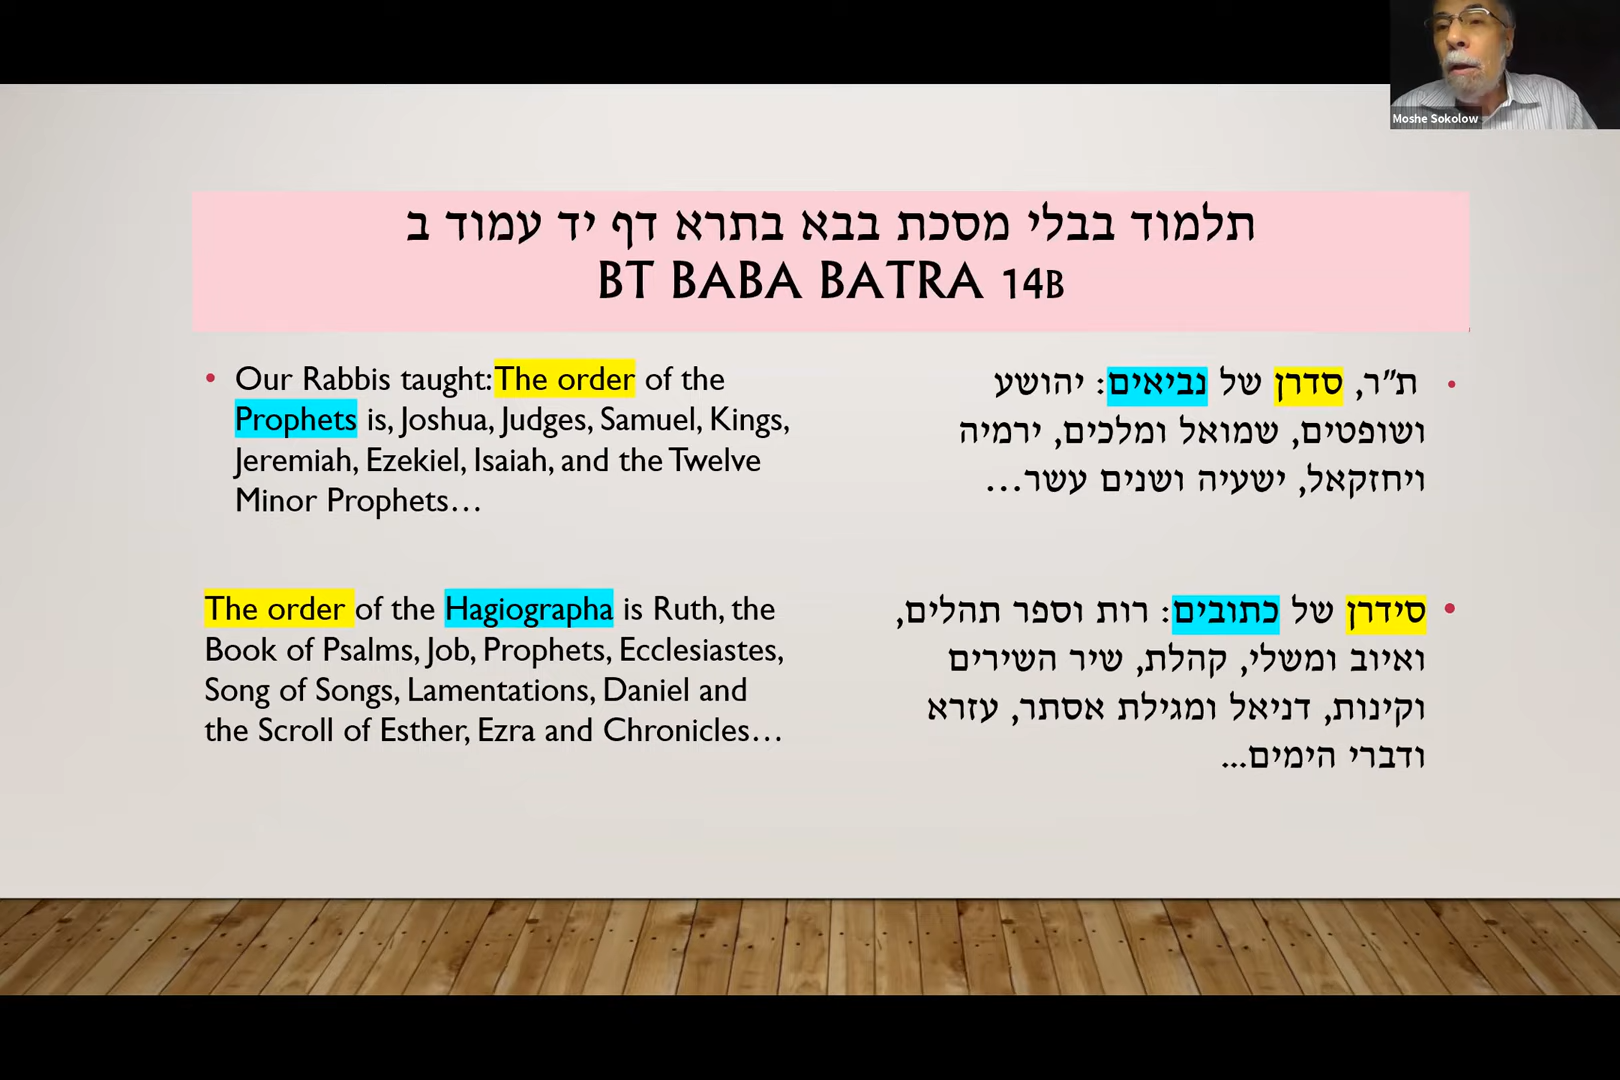 Moshe Sokolow
תלמוד בבלי מסכת בבא בתרא דף יד עמוד ב
BT BABA BATRA 14B
• Our Rabbis taught: The order of the
Prophets is, Joshua, Judges, Samuel, Kings,
Jeremiah, Ezekiel, Isaiah, and the Twelve
Minor Prophets…
The order of the Hagiographa is Ruth, the
Book of Psalms, Job, Prophets, Ecclesiastes,
Song of Songs, Lamentations, Daniel and
the Scroll of Esther, Ezra and Chronicles…
• ת"ר, סדרן של נביאים: יהושע
ושופטים, שמואל ומלכים, ירמיה
ויחזקאל, ישעיה ושנים עשר…
• סידרן של כתובים: רות וספר תהלים,
ואיוב ומשלי, קהלת, שיר השירים
וקינות, דניאל ומגילת אסתר, עזרא
ודברי הימים...